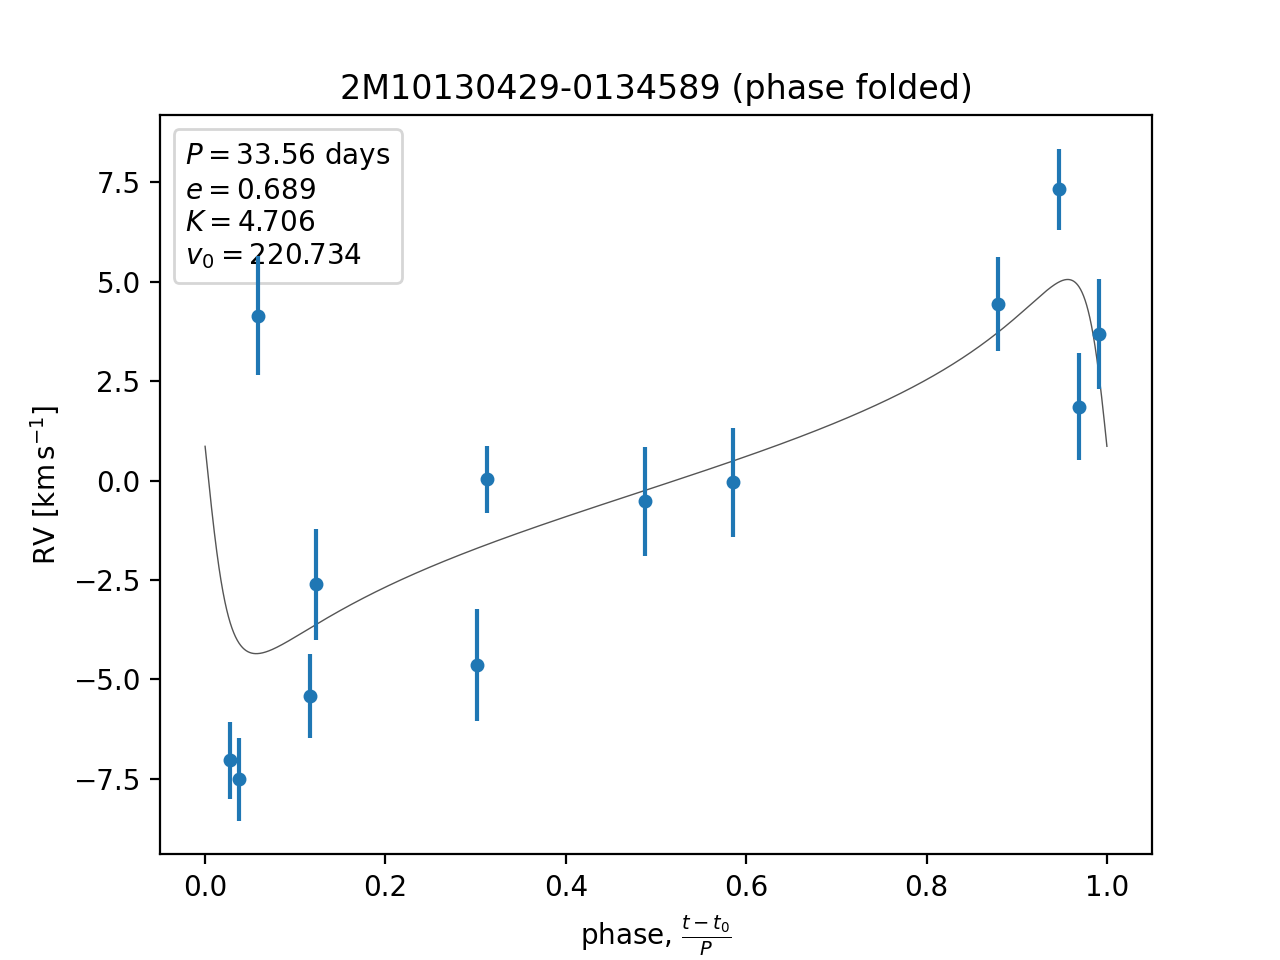 2M10130429-0134589 (phase folded)
P = 33.56 days
e = 0.689
K = 4.706
v₀ = 220.734
7.5
5.0
2.5
0.0
−2.5
−5.0
−7.5
RV [km s⁻¹]
0.0 0.2 0.4 0.6 0.8 1.0
phase, (t − t₀)/P